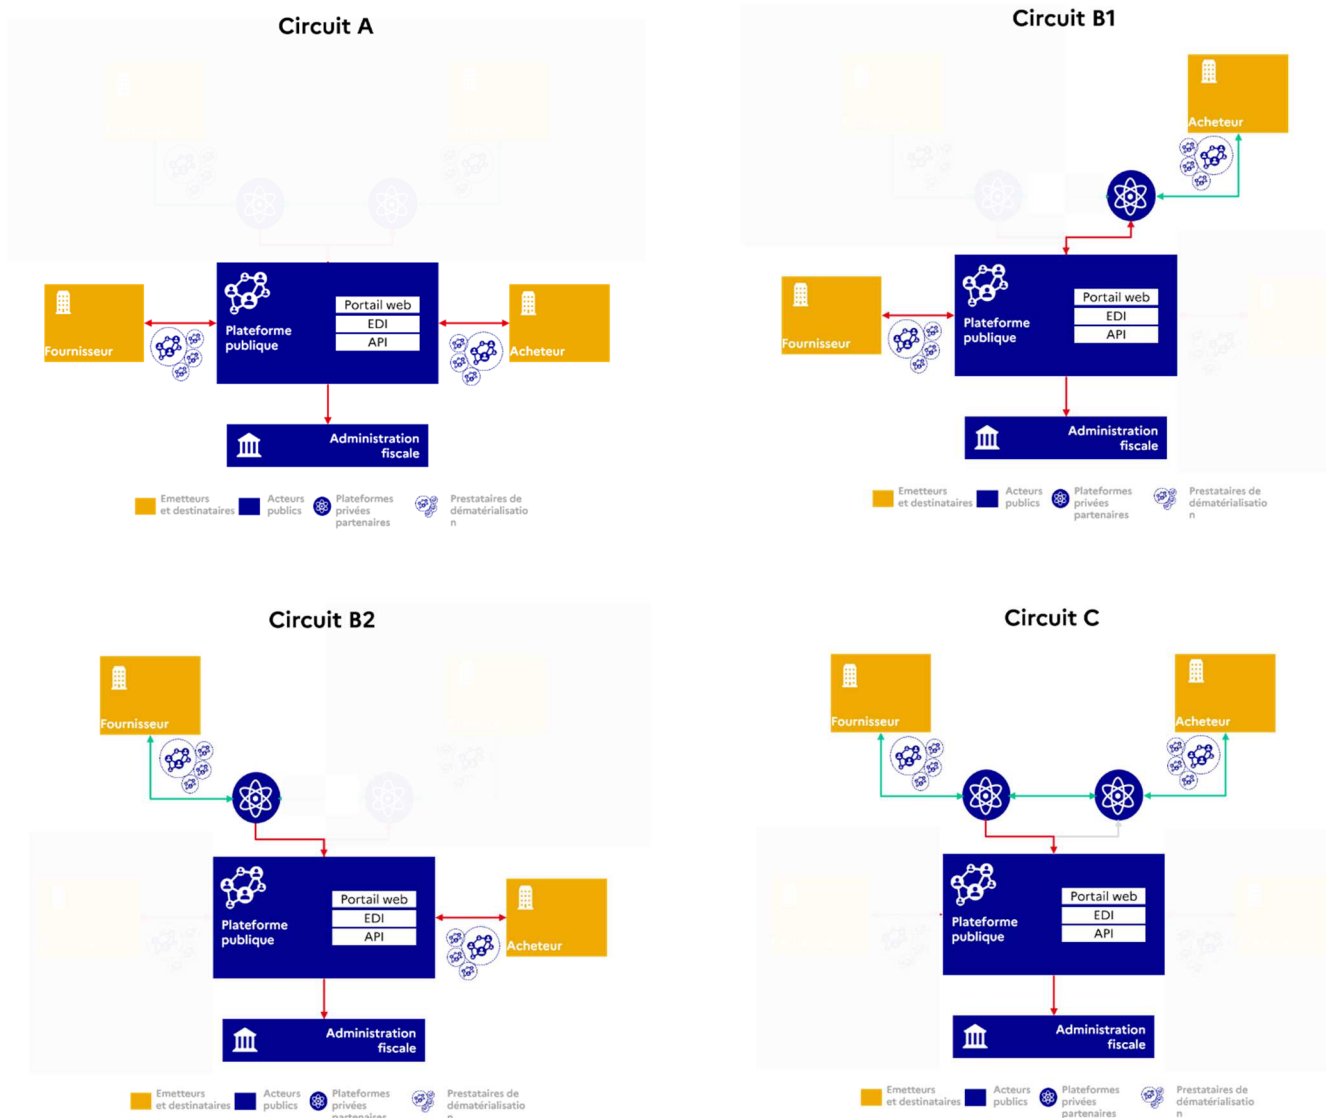 Circuit A
Portail web
EDI
API
Plateforme
publique
Fournisseur
Acheteur
Administration
fiscale
Emetteurs
et destinataires
Acteurs
publics
Plateformes
privées
partenaires
Prestataires de
dématérialisatio
n
Circuit B1
Acheteur
Portail web
EDI
API
Plateforme
publique
Fournisseur
Administration
fiscale
Emetteurs
et destinataires
Acteurs
publics
Plateformes
privées
partenaires
Prestataires de
dématérialisatio
n
Circuit B2
Fournisseur
Portail web
EDI
API
Plateforme
publique
Acheteur
Administration
fiscale
Emetteurs
et destinataires
Acteurs
publics
Plateformes
privées
partenaires
Prestataires de
dématérialisatio
n
Circuit C
Fournisseur
Acheteur
Portail web
EDI
API
Plateforme
publique
Administration
fiscale
Emetteurs
et destinataires
Acteurs
publics
Plateformes
privées
partenaires
Prestataires de
dématérialisatio
n